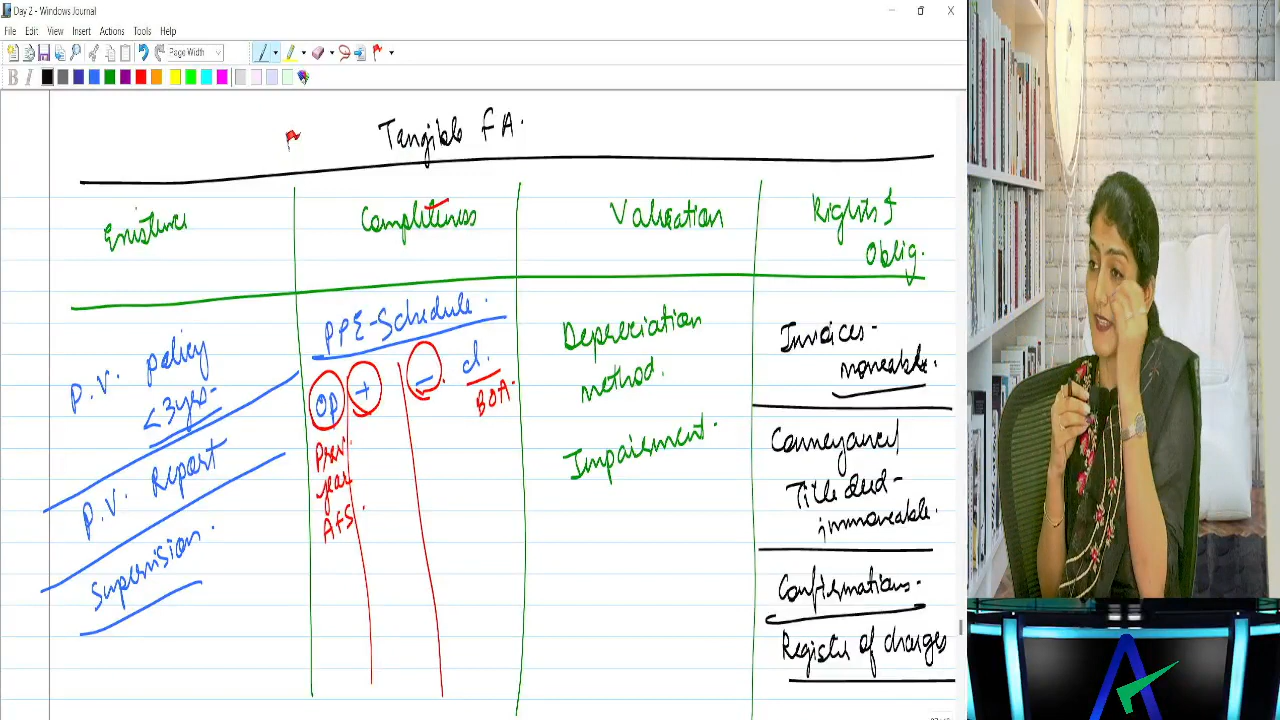 Day 2 - Windows Journal
File Edit View Insert Actions Tools Help
Page Width
B I
Tangible FA.
Existence
Completeness
Valuation
Rights &
Oblig.
P.V. policy
<3yrs-
P.V. Report
Supervision.
PPE-Schedule.
Op + - cl.
BOA.
Prev.
year
AFS.
Depreciation
method.
Impairment.
Invoices-
moveable.
Conveyance/
Title deed-
immoveable.
Confirmations.
Register of charges